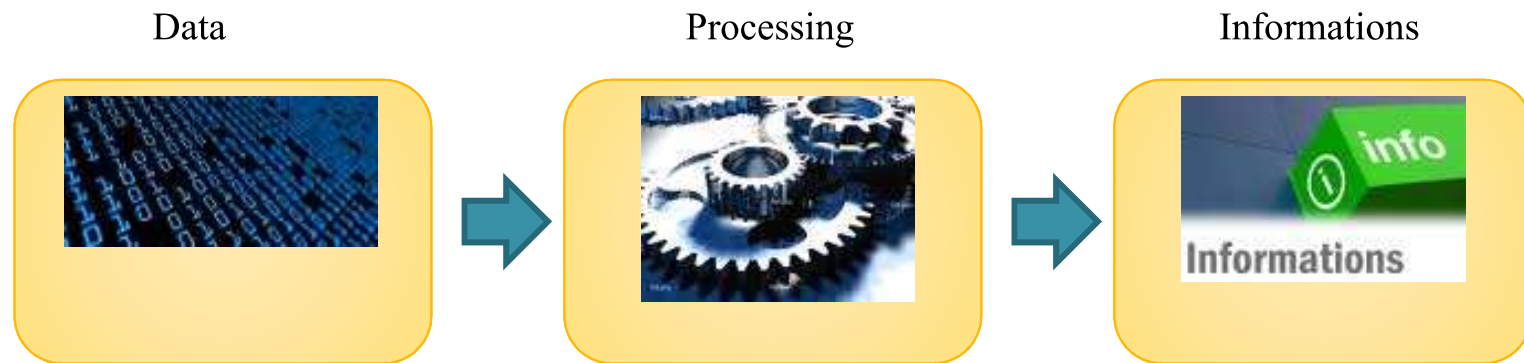 Data
Processing
Informations
info
i
Informations